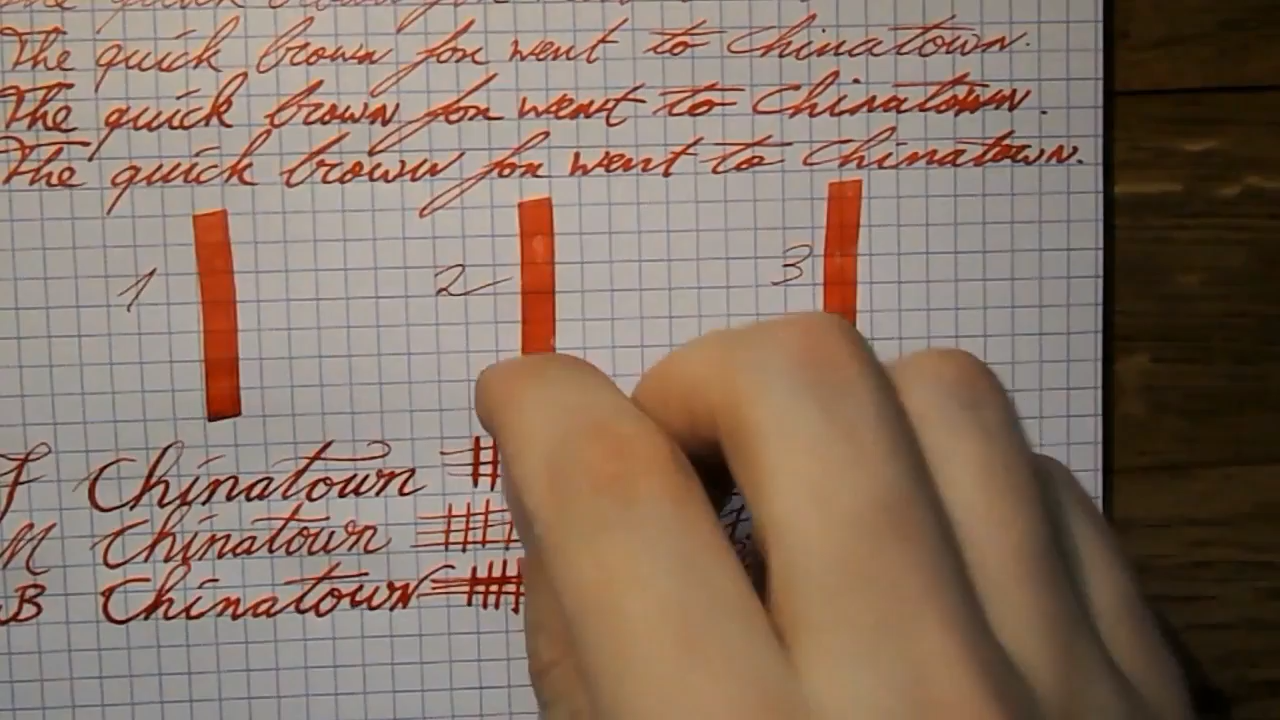 The quick brown fox went to Chinatown.
The quick brown fox went to Chinatown.
The quick brown fox went to Chinatown.
1 2 3
F Chinatown
M Chinatown
B Chinatown